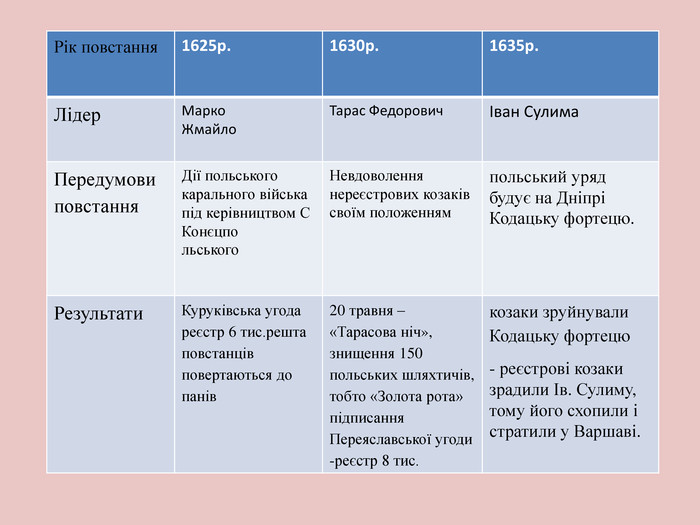 Рік повстання
1625р.
1630р.
1635р.
Лідер
Марко
Жмайло
Тарас Федорович
Іван Сулима
Передумови
повстання
Дії польського
карального війська
під керівництвом С
Конєцпо
льського
Невдоволення
нереєстрових козаків
своїм положенням
польський уряд
будує на Дніпрі
Кодацьку фортецю.
Результати
Куруківська угода
реєстр 6 тис.решта
повстанців
повертаються до
панів
20 травня –
«Тарасова ніч»,
знищення 150
польських шляхтичів,
тобто «Золота рота»
підписання
Переяславської угоди
-реєстр 8 тис.
козаки зруйнували
Кодацьку фортецю
- реєстрові козаки
зрадили Ів. Сулиму,
тому його схопили і
стратили у Варшаві.